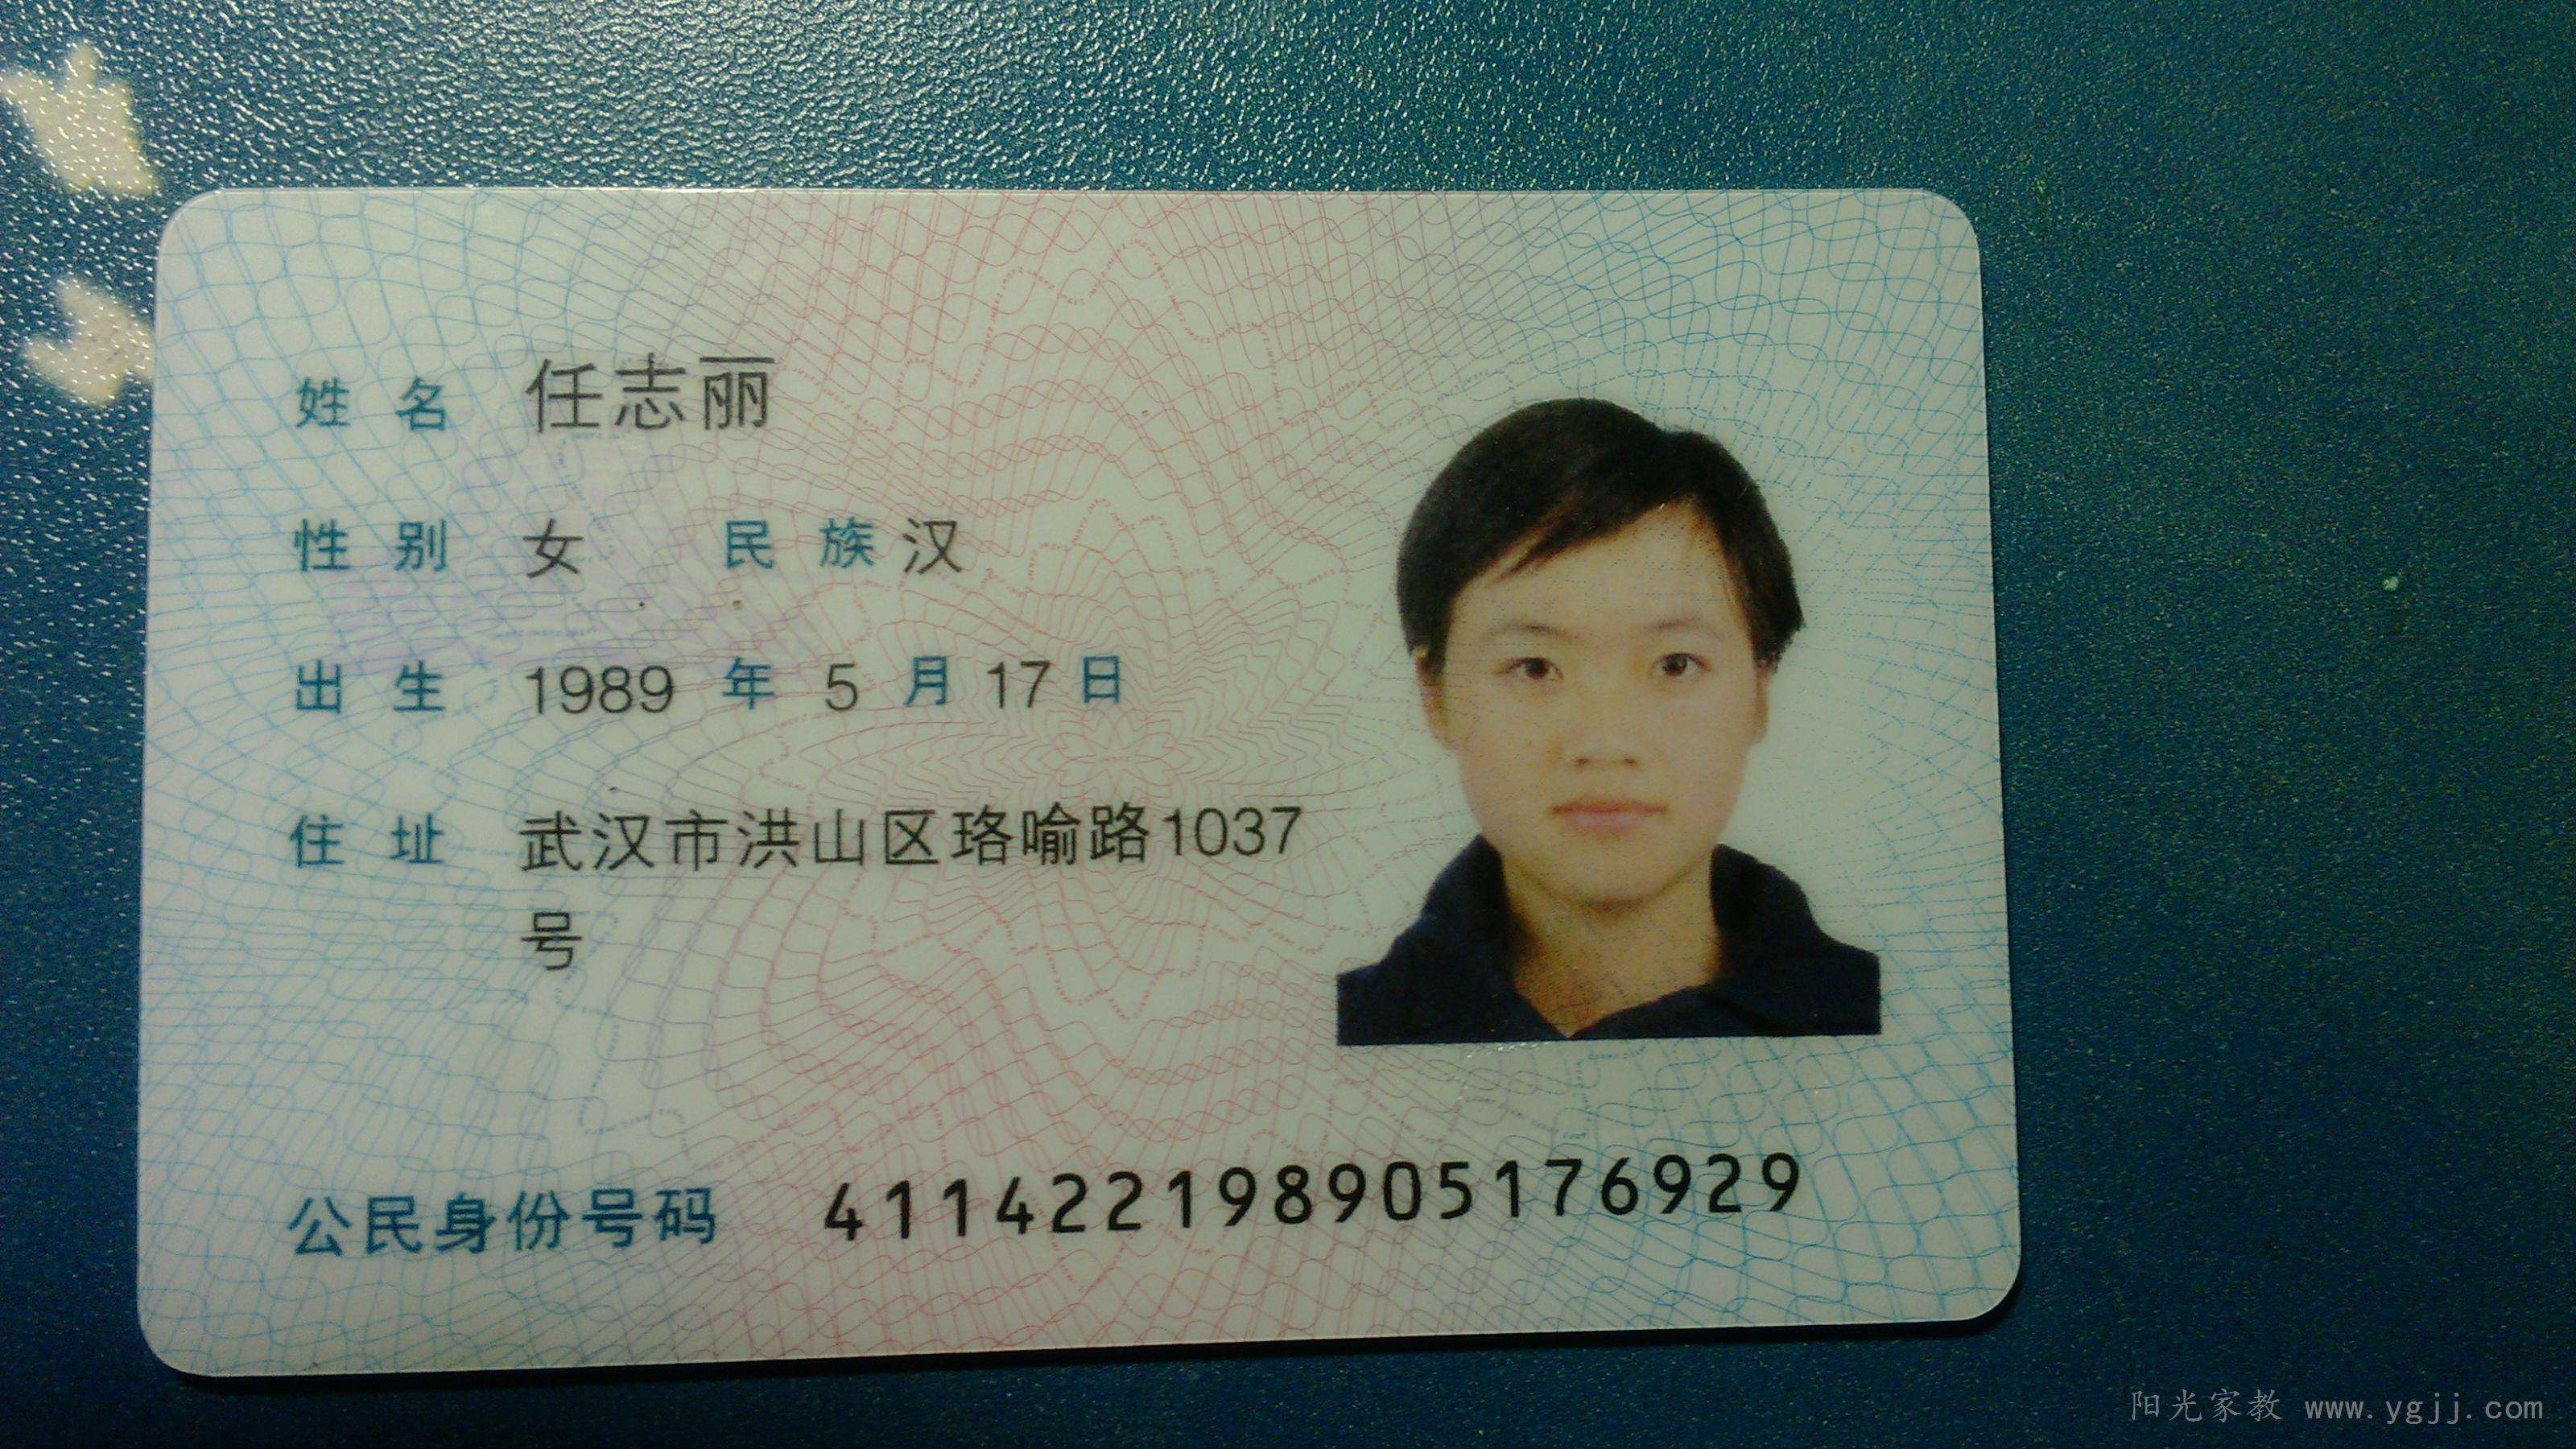 姓名 任志丽
性别 女 民族 汉
出生 1989 年 5 月 17 日
住址 武汉市洪山区珞喻路1037
号
公民身份号码 411422198905176929
阳光家教 www.ygjj.com